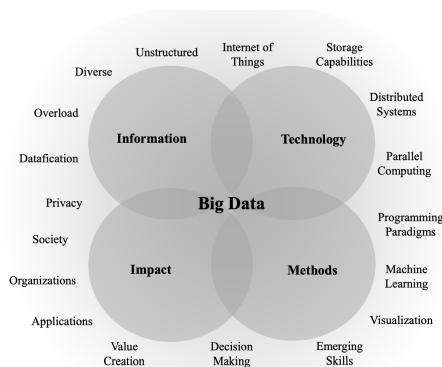 Unstructured
Internet of
Things
Storage
Capabilities
Diverse
Distributed
Systems
Overload
Information
Technology
Datafication
Parallel
Computing
Privacy
Big Data
Programming
Paradigms
Society
Impact
Methods
Machine
Learning
Organizations
Applications
Visualization
Value
Creation
Decision
Making
Emerging
Skills